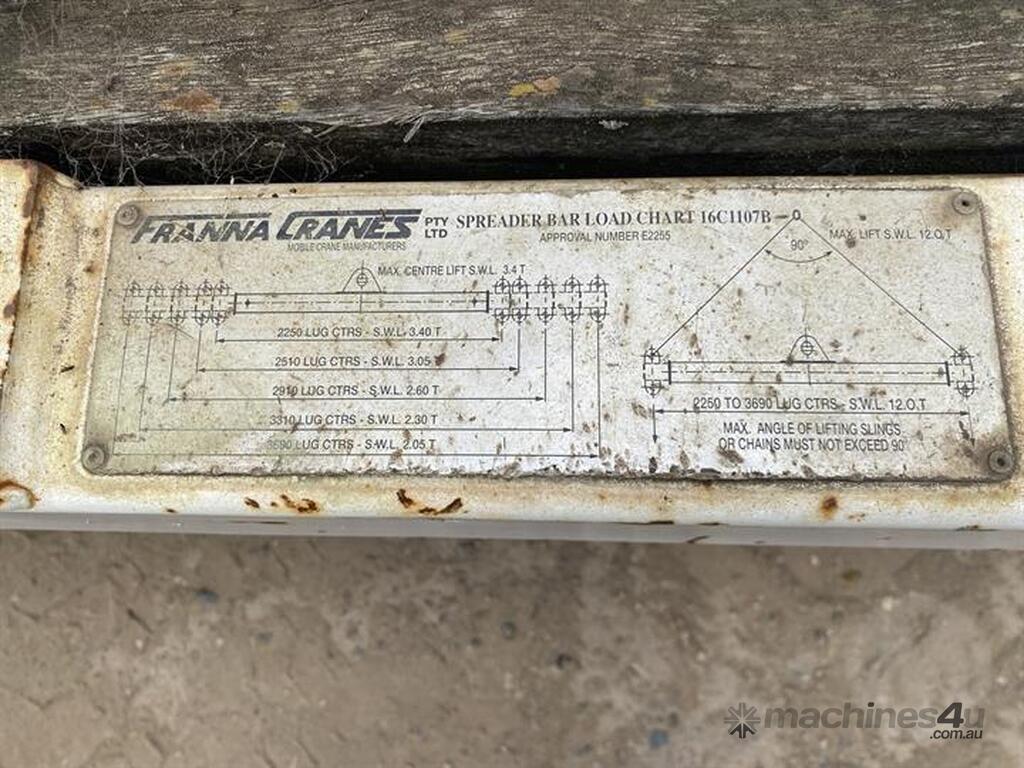 FRANNA CRANES PTY LTD SPREADER BAR LOAD CHART 16C1107B
MOBILE CRANE MANUFACTURERS
APPROVAL NUMBER E2255
MAX. CENTRE LIFT S.W.L. 3.4 T
2250 LUG CTRS - S.W.L. 3.40 T
2510 LUG CTRS - S.W.L. 3.05 T
2910 LUG CTRS - S.W.L. 2.60 T
3310 LUG CTRS - S.W.L. 2.30 T
3690 LUG CTRS - S.W.L. 2.05 T
MAX. LIFT S.W.L. 12.0.T
90°
2250 TO 3690 LUG CTRS - S.W.L. 12.0.T
MAX. ANGLE OF LIFTING SLINGS
OR CHAINS MUST NOT EXCEED 90°
machines4u
.com.au